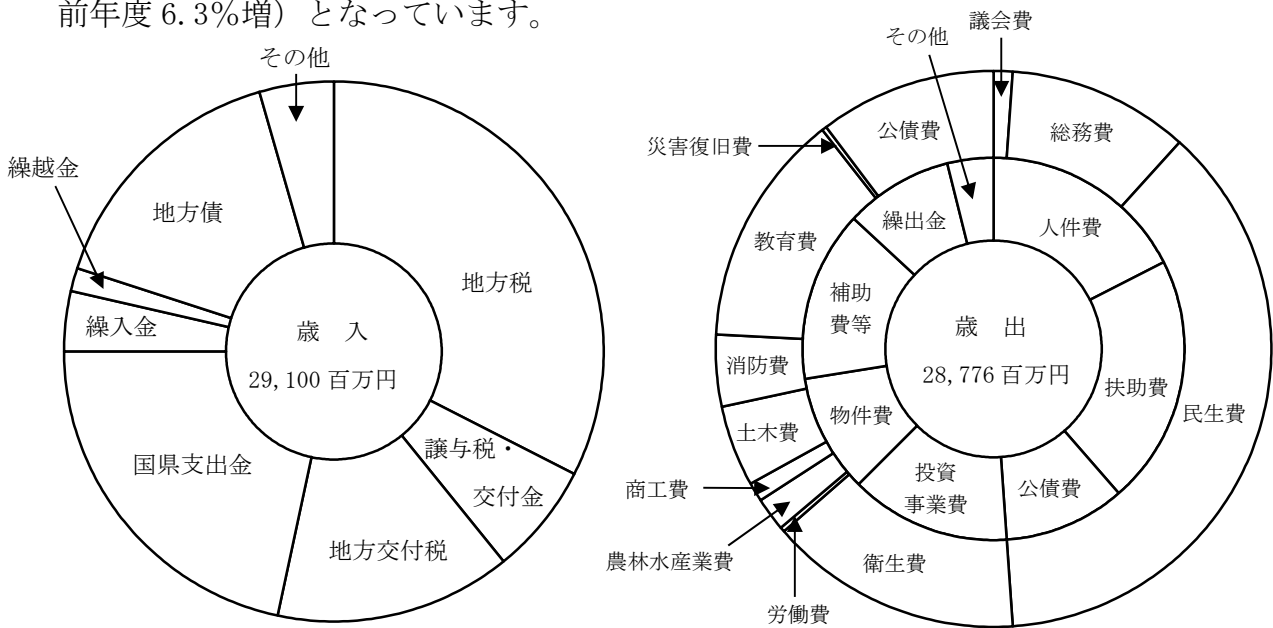 前年度 6.3％増）となっています。
その他
繰越金
地方債
地方税
繰入金
歳　入
29,100 百万円
国県支出金
譲与税・
交付金
地方交付税
議会費
その他
公債費
総務費
災害復旧費
繰出金
人件費
教育費
補助
費等
歳　出
28,776 百万円
消防費
扶助費
民生費
物件費
土木費
投資
事業費
公債費
商工費
農林水産業費
衛生費
労働費